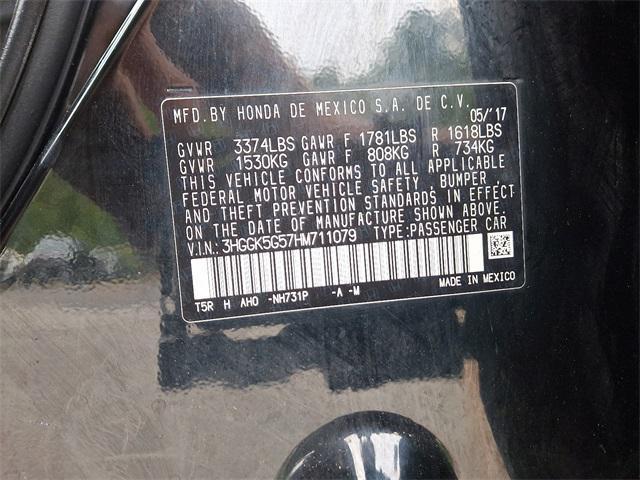 MFD.BY HONDA DE MEXICO S.A. DE C.V.
05/'17
GVWR 3374LBS GAWR F 1781LBS R 1618LBS
GVWR 1530KG GAWR F 808KG R 734KG
THIS VEHICLE CONFORMS TO ALL APPLICABLE
FEDERAL MOTOR VEHICLE SAFETY, BUMPER,
AND THEFT PREVENTION STANDARDS IN EFFECT
ON THE DATE OF MANUFACTURE SHOWN ABOVE.
V.I.N.: 3HGGK5G57HM711079 TYPE:PASSENGER CAR
T5R H AHO -NH731P -A -M MADE IN MEXICO